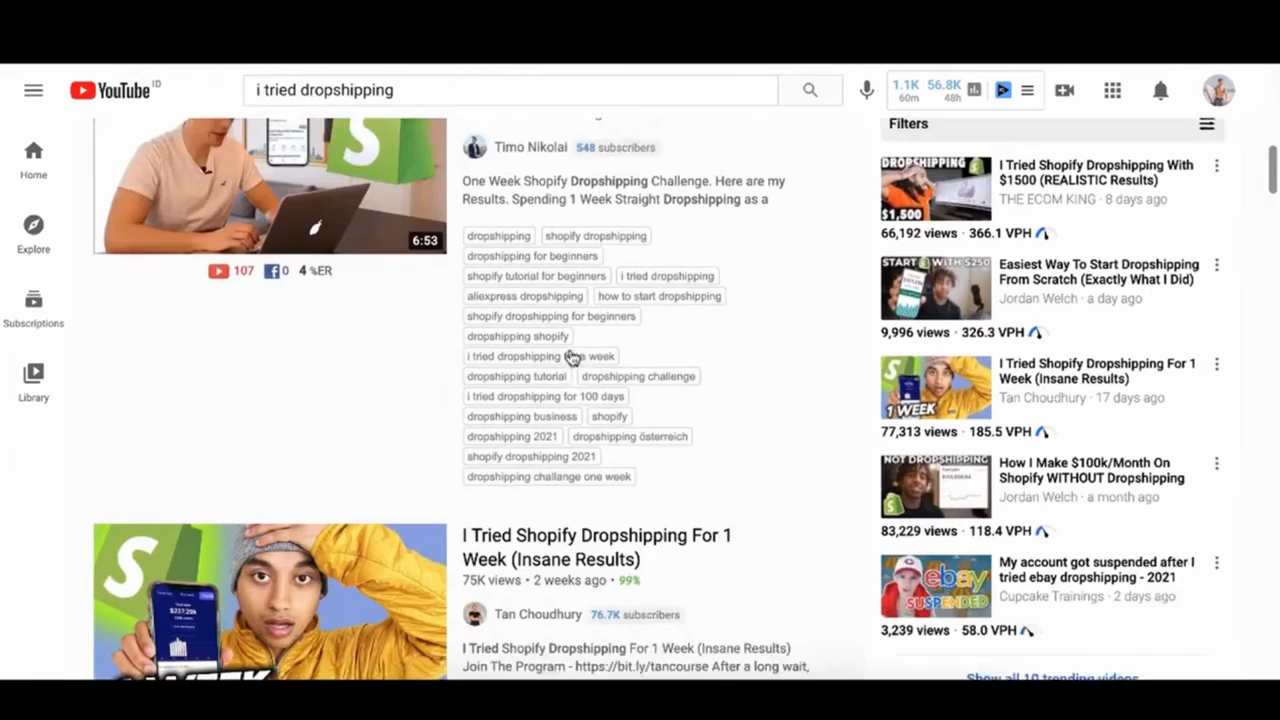 YouTube ID
i tried dropshipping
1.1K 56.8K
60m 48h
Home
Explore
Subscriptions
Library
6:53
107 0 4 %ER
Timo Nikolai 548 subscribers
One Week Shopify Dropshipping Challenge. Here are my
Results. Spending 1 Week Straight Dropshipping as a
dropshipping shopify dropshipping
dropshipping for beginners
shopify tutorial for beginners i tried dropshipping
aliexpress dropshipping how to start dropshipping
shopify dropshipping for beginners
dropshipping shopify
i tried dropshipping week
dropshipping tutorial dropshipping challenge
i tried dropshipping for 100 days
dropshipping business shopify
dropshipping 2021 dropshipping österreich
shopify dropshipping 2021
dropshipping challange one week
I Tried Shopify Dropshipping For 1
Week (Insane Results)
75K views • 2 weeks ago • 99%
Tan Choudhury 76.7K subscribers
I Tried Shopify Dropshipping For 1 Week (Insane Results)
Join The Program - https://bit.ly/tancourse After a long wait,
Filters
DROPSHIPPING
$1,500
I Tried Shopify Dropshipping With
$1500 (REALISTIC Results)
THE ECOM KING • 8 days ago
66,192 views • 366.1 VPH
START WITH $250
Easiest Way To Start Dropshipping
From Scratch (Exactly What I Did)
Jordan Welch • a day ago
9,996 views • 326.3 VPH
1 WEEK
I Tried Shopify Dropshipping For 1
Week (Insane Results)
Tan Choudhury • 17 days ago
77,313 views • 185.5 VPH
NOT DROPSHIPPING
How I Make $100k/Month On
Shopify WITHOUT Dropshipping
Jordan Welch • a month ago
83,229 views • 118.4 VPH
ebay
SUSPENDED
My account got suspended after I
tried ebay dropshipping - 2021
Cupcake Trainings • 2 days ago
3,239 views • 58.0 VPH
Show all 10 trending videos